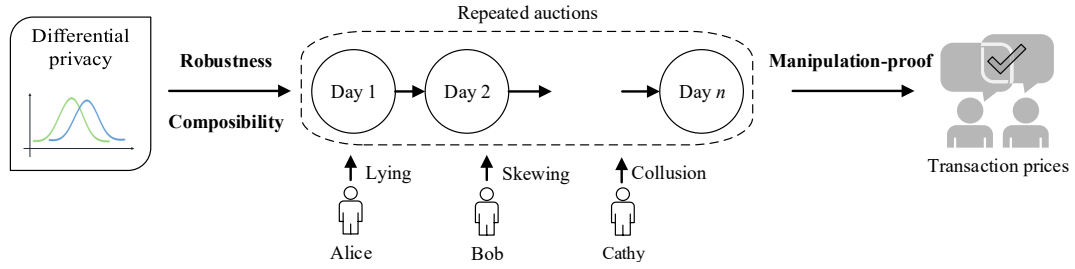 Repeated auctions
Differential
privacy
Robustness
Composibility
Day 1
Day 2
Day n
Manipulation-proof
Transaction prices
Lying
Skewing
Collusion
Alice
Bob
Cathy